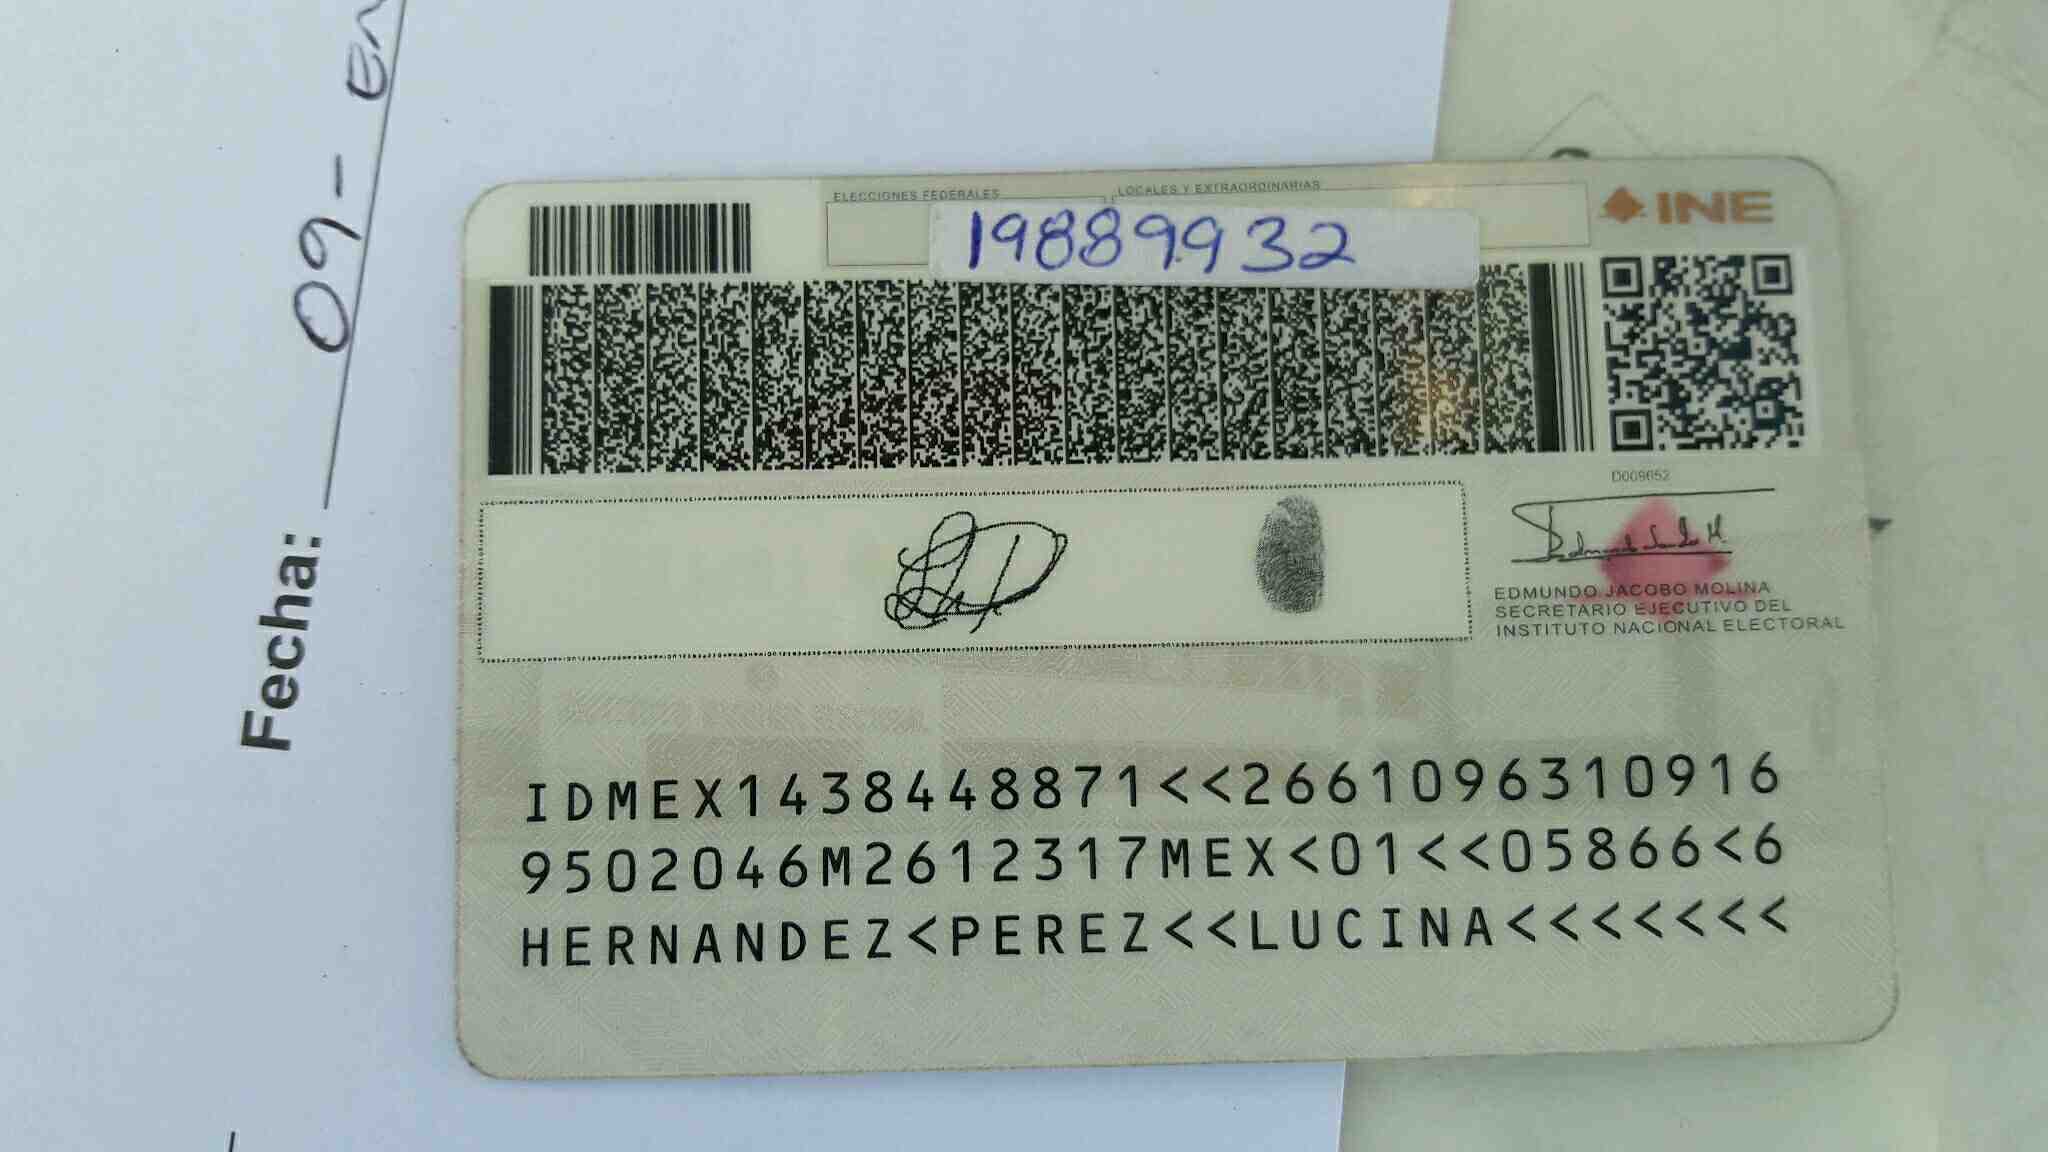 Fecha: 09- EN
ELECCIONES FEDERALES
LOCALES Y EXTRAORDINARIAS
INE
19889932
D009652
EDMUNDO JACOBO MOLINA
SECRETARIO EJECUTIVO DEL
INSTITUTO NACIONAL ELECTORAL
IDMEX1438448871<<2661096310916
9502046M2612317MEX<01<<05866<6
HERNANDEZ<PEREZ<<LUCINA<<<<<<<